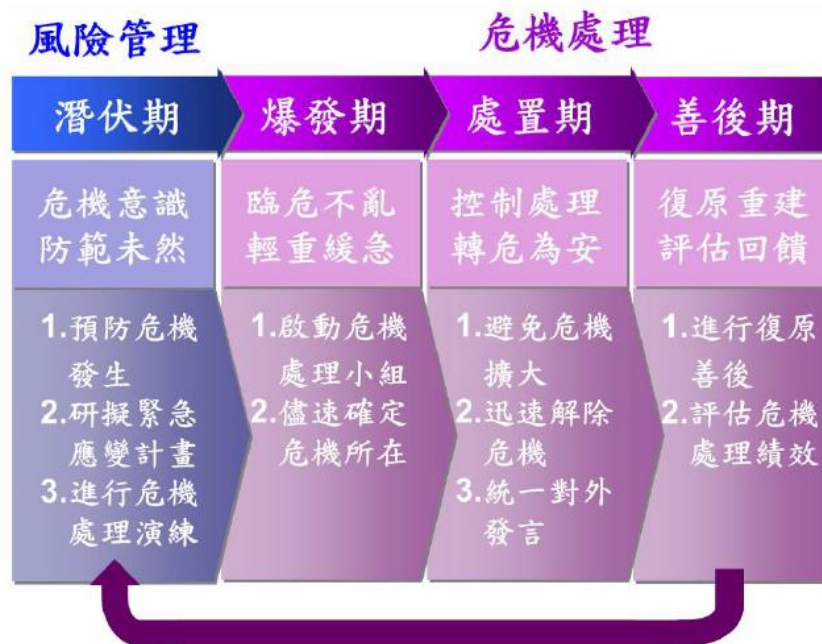 風險管理
危機處理
潛伏期
爆發期
處置期
善後期
危機意識
防範未然
臨危不亂
輕重緩急
控制處理
轉危為安
復原重建
評估回饋
1.預防危機
發生
2.研擬緊急
應變計畫
3.進行危機
處理演練
1.啟動危機
處理小組
2.儘速確定
危機所在
1.避免危機
擴大
2.迅速解除
危機
3.統一對外
發言
1.進行復原
善後
2.評估危機
處理績效